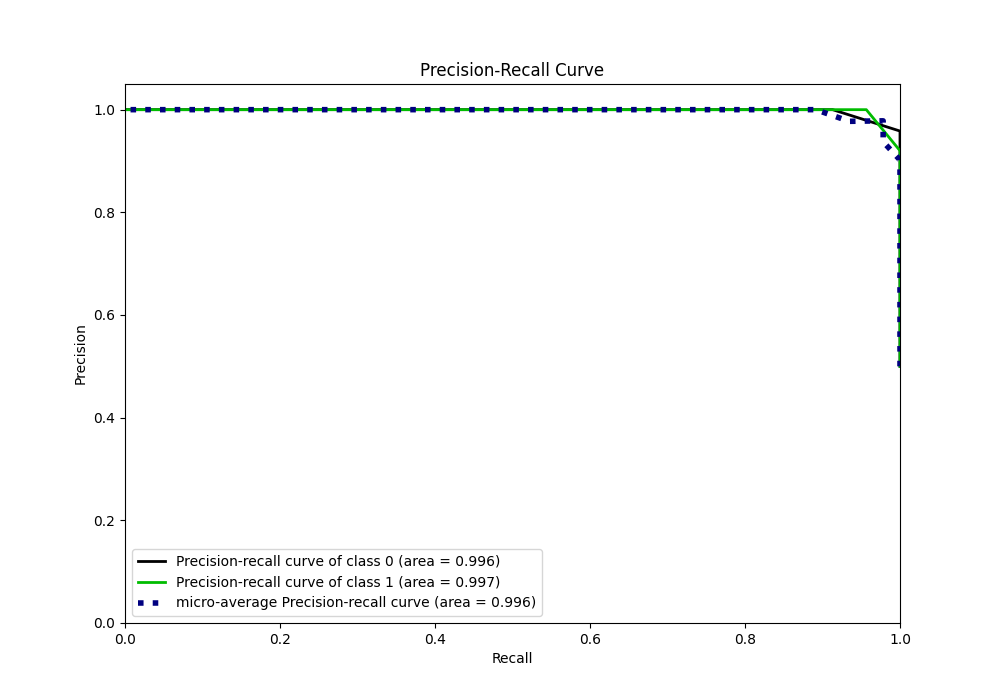 Precision-Recall Curve
1.0
0.8
0.6
0.4
0.2
0.0
Precision
Precision-recall curve of class 0 (area = 0.996)
Precision-recall curve of class 1 (area = 0.997)
micro-average Precision-recall curve (area = 0.996)
0.0 0.2 0.4 0.6 0.8 1.0
Recall